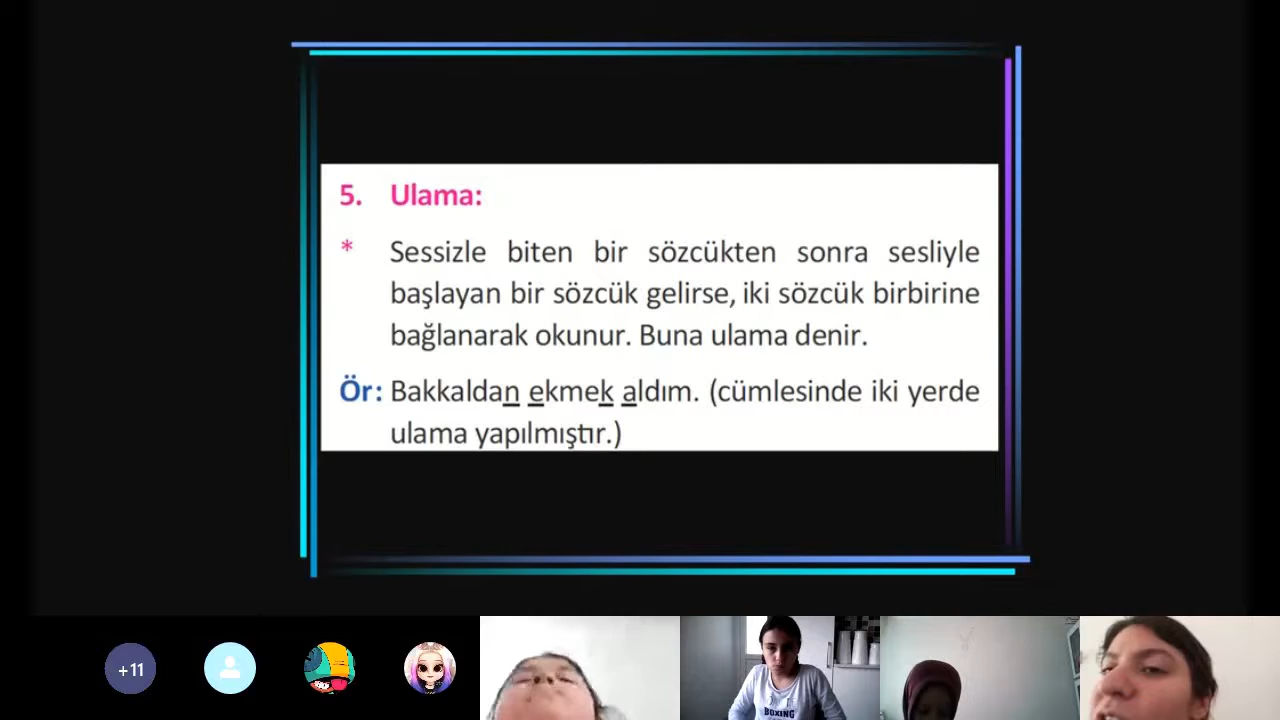 5. Ulama:
* Sessizle biten bir sözcükten sonra sesliyle
başlayan bir sözcük gelirse, iki sözcük birbirine
bağlanarak okunur. Buna ulama denir.
Ör: Bakkaldan ekmek aldım. (cümlesinde iki yerde
ulama yapılmıştır.)
+11
BOXING